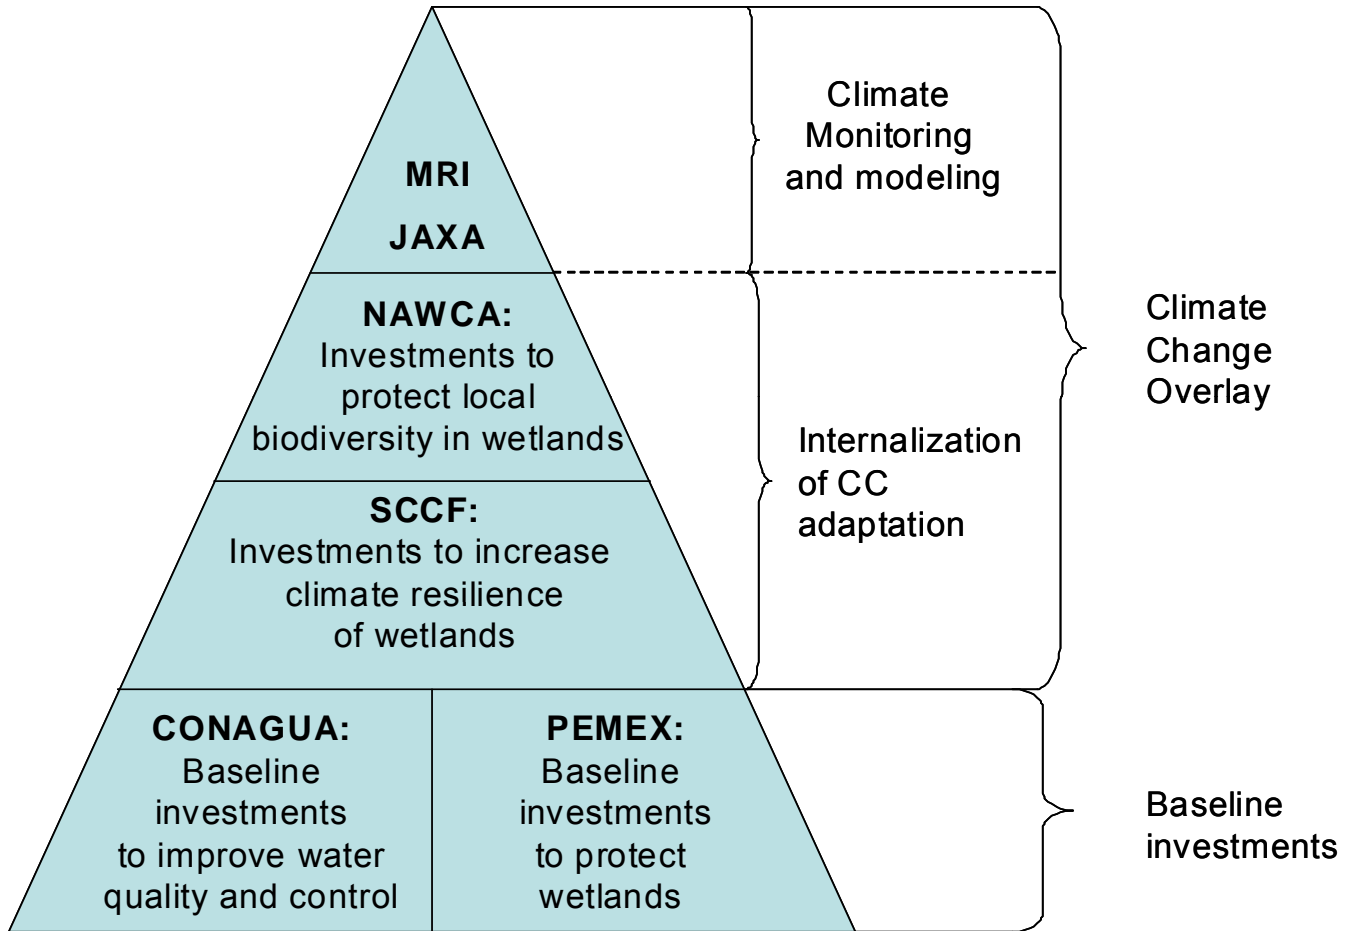 MRI
JAXA
NAWCA:
Investments to
protect local
biodiversity in wetlands
SCCF:
Investments to increase
climate resilience
of wetlands
CONAGUA:
Baseline
investments
to improve water
quality and control
PEMEX:
Baseline
investments
to protect
wetlands
Climate
Monitoring
and modeling
Internalization
of CC
adaptation
Climate
Change
Overlay
Baseline
investments